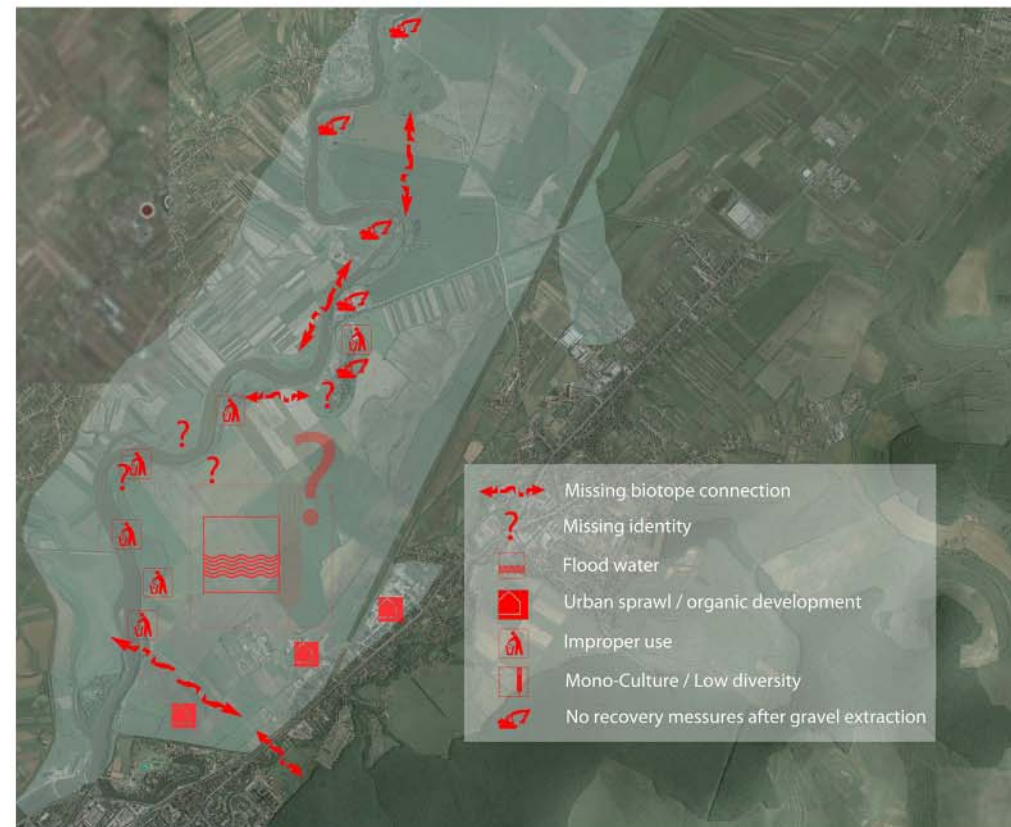 ?
?
?
?
?
Missing biotope connection
? Missing identity
Flood water
Urban sprawl / organic development
Improper use
Mono-Culture / Low diversity
No recovery messures after gravel extraction